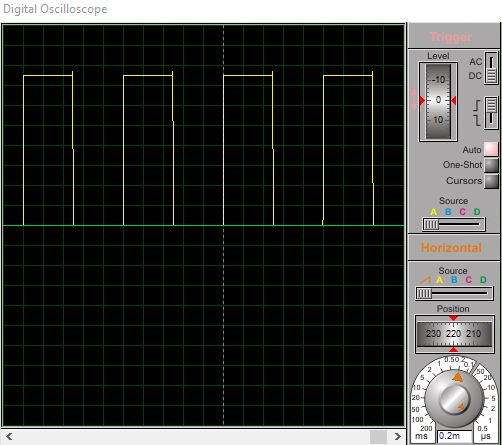 Digital Oscilloscope
Trigger
Level
-10
0
10
AC
DC
Auto
One-Shot
Cursors
Source
A B C D
Horizontal
Source
A B C D
Position
230 220 210
200 100 50 20 10 5 2 1 0.5 0.2 0.1 50 20 10 5 2 1 0.5
ms 0.2m µs